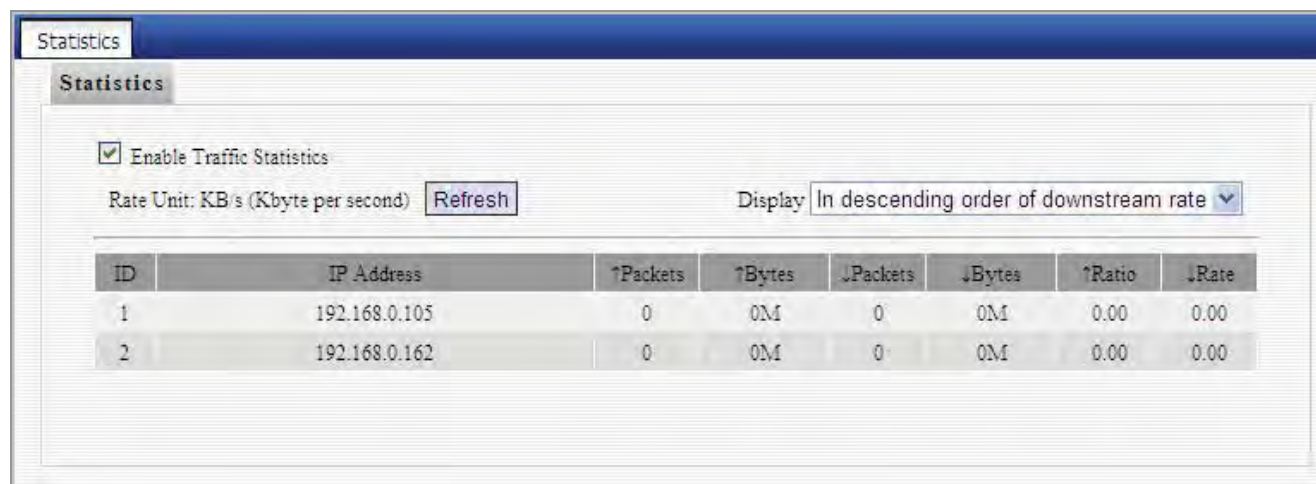 Statistics
Statistics
Enable Traffic Statistics
Rate Unit: KB/s (Kbyte per second) Refresh Display In descending order of downstream rate
ID IP Address ↑Packets ↑Bytes ↓Packets ↓Bytes ↑Ratio ↓Rate
1 192.168.0.105 0 0M 0 0M 0.00 0.00
2 192.168.0.162 0 0M 0 0M 0.00 0.00